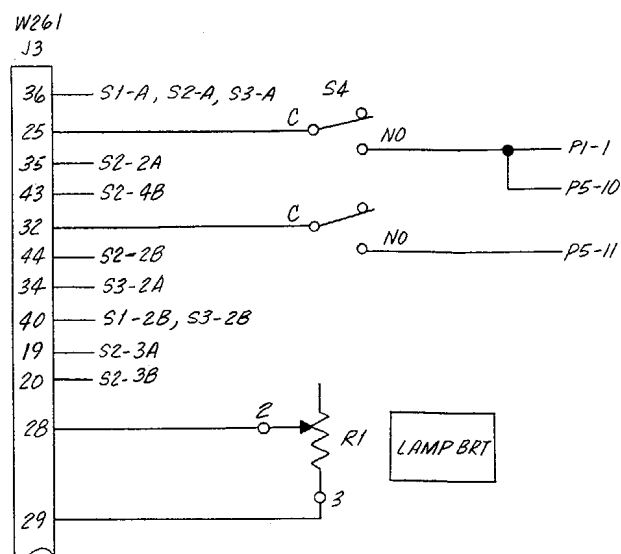 W261
J3
36 S1-A, S2-A, S3-A S4
25 C
NO P1-1
35 S2-2A
43 S2-4B P5-10
32 C
44 S2-2B NO P5-11
34 S3-2A
40 S1-2B, S3-2B
19 S2-3A
20 S2-3B
28 2 R1 LAMP BRT
3
29